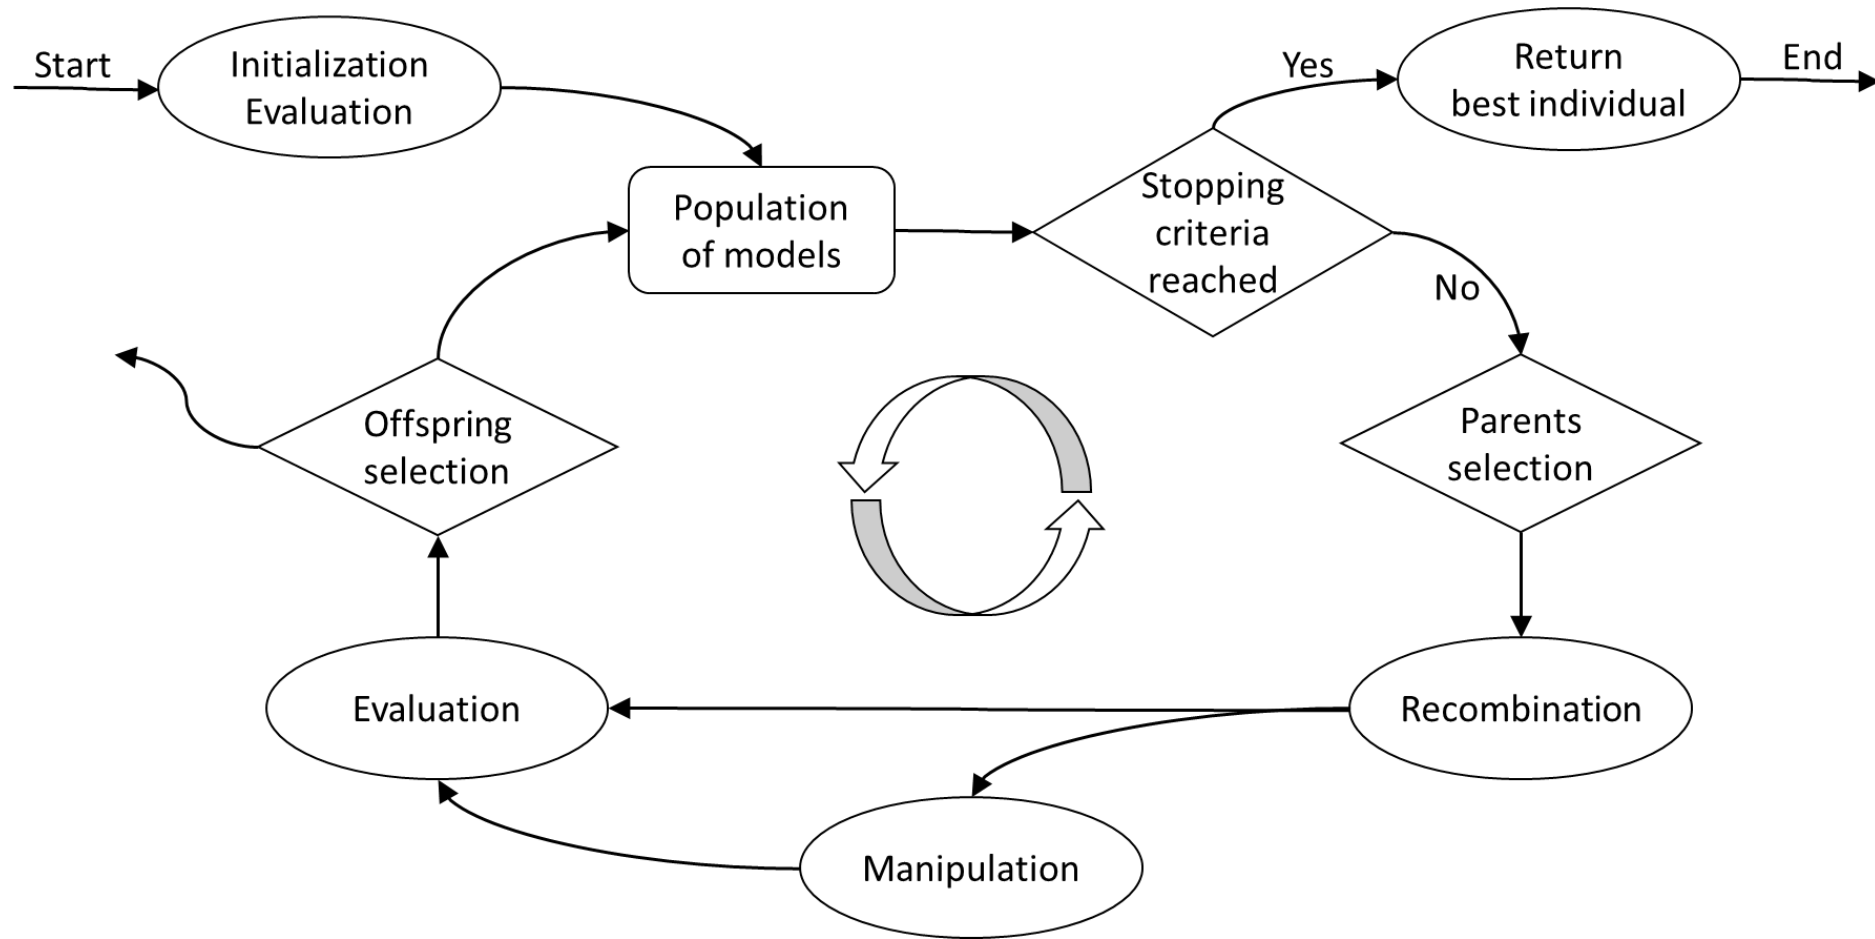 Start
Initialization
Evaluation
Population
of models
Stopping
criteria
reached
Yes
Return
best individual
End
No
Parents
selection
Recombination
Manipulation
Evaluation
Offspring
selection